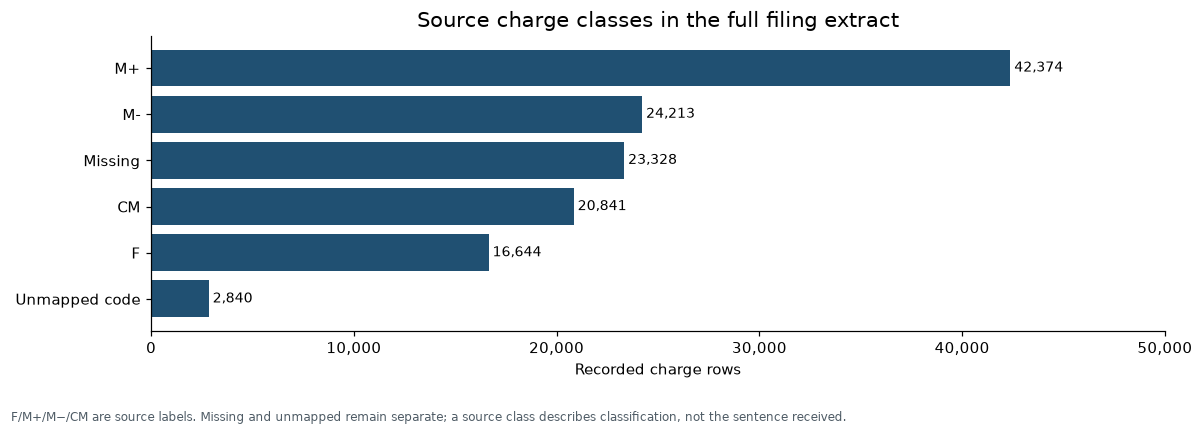 Source charge classes in the full filing extract
M+
42,374
M-
24,213
Missing
23,328
CM
20,841
F
16,644
Unmapped code
2,840
0
10,000
20,000
30,000
40,000
50,000
Recorded charge rows
F/M+/M−/CM are source labels. Missing and unmapped remain separate; a source class describes classification, not the sentence received.